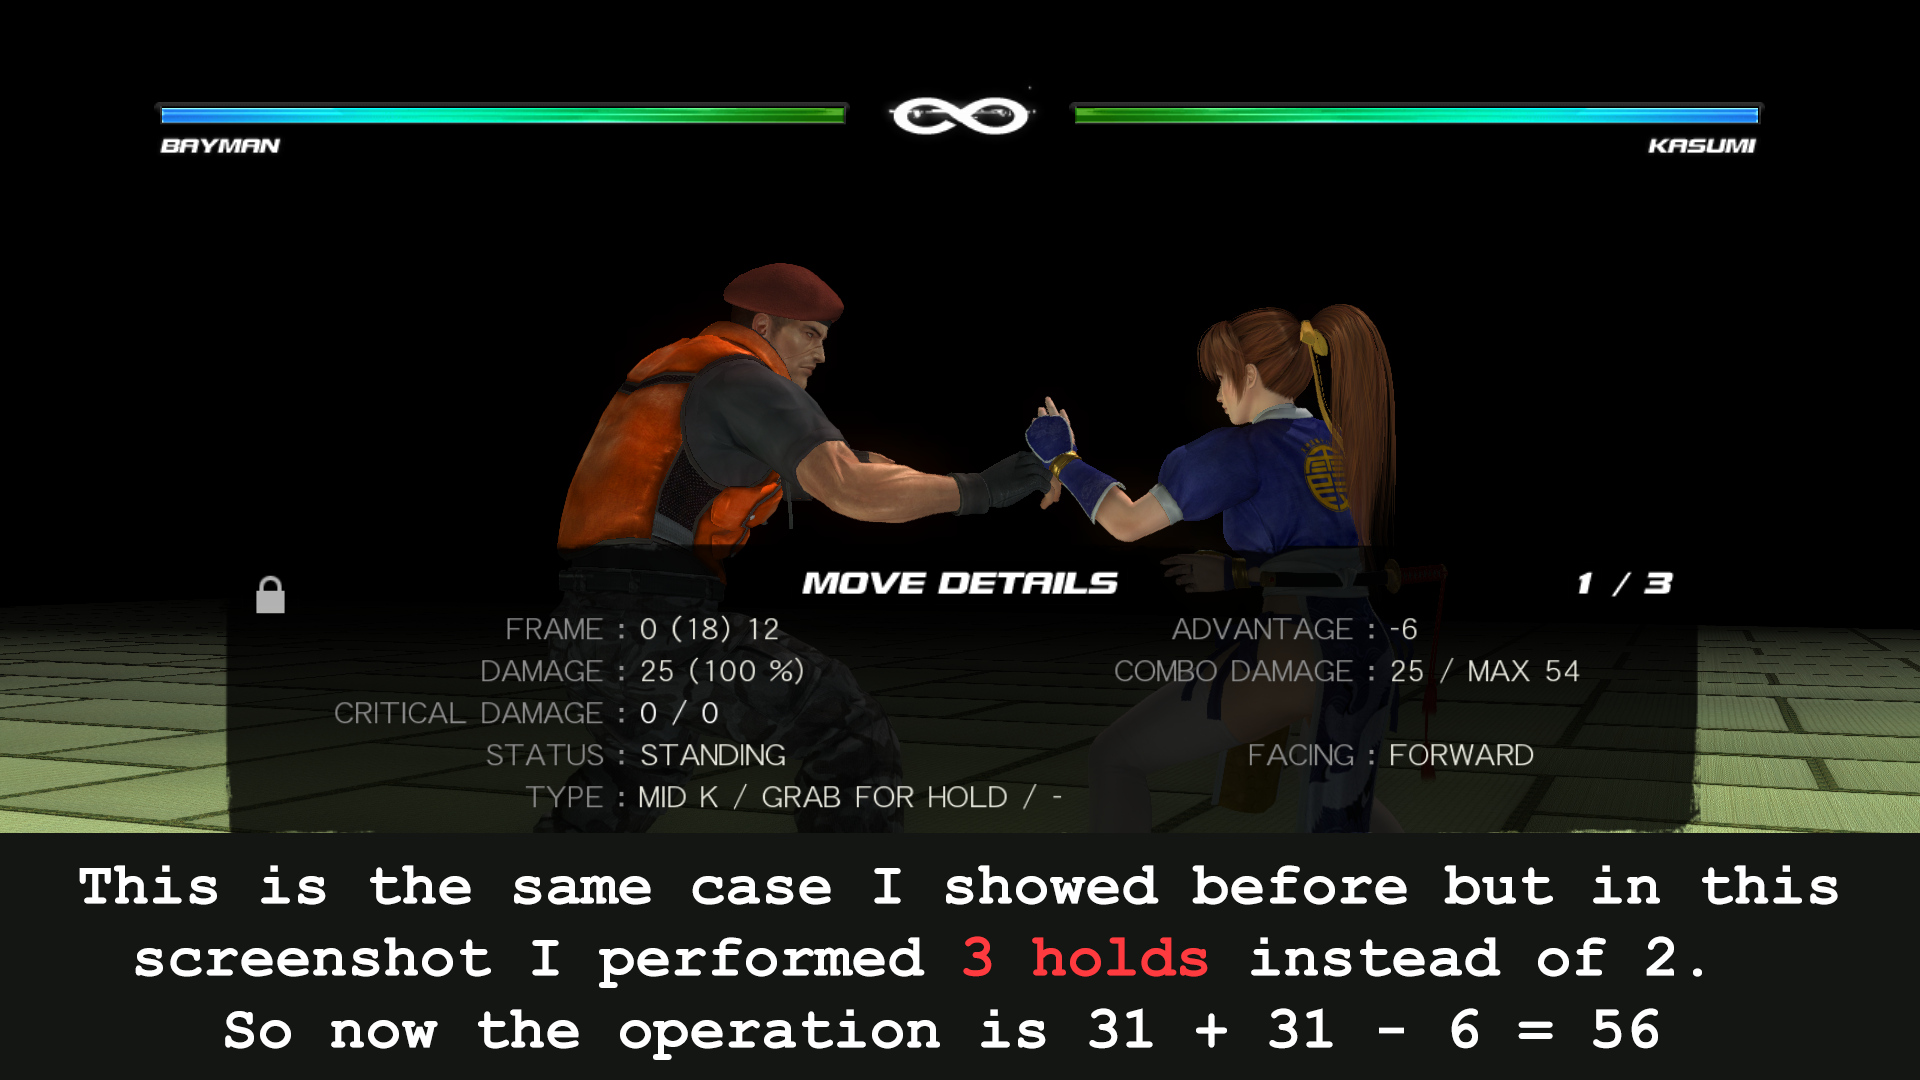 BAYMAN
KASUMI
MOVE DETAILS
1 / 3
FRAME : 0 (18) 12
ADVANTAGE : -6
DAMAGE : 25 (100 %)
COMBO DAMAGE : 25 / MAX 54
CRITICAL DAMAGE : 0 / 0
STATUS : STANDING
FACING : FORWARD
TYPE : MID K / GRAB FOR HOLD / -
This is the same case I showed before but in this
screenshot I performed 3 holds instead of 2.
So now the operation is 31 + 31 - 6 = 56